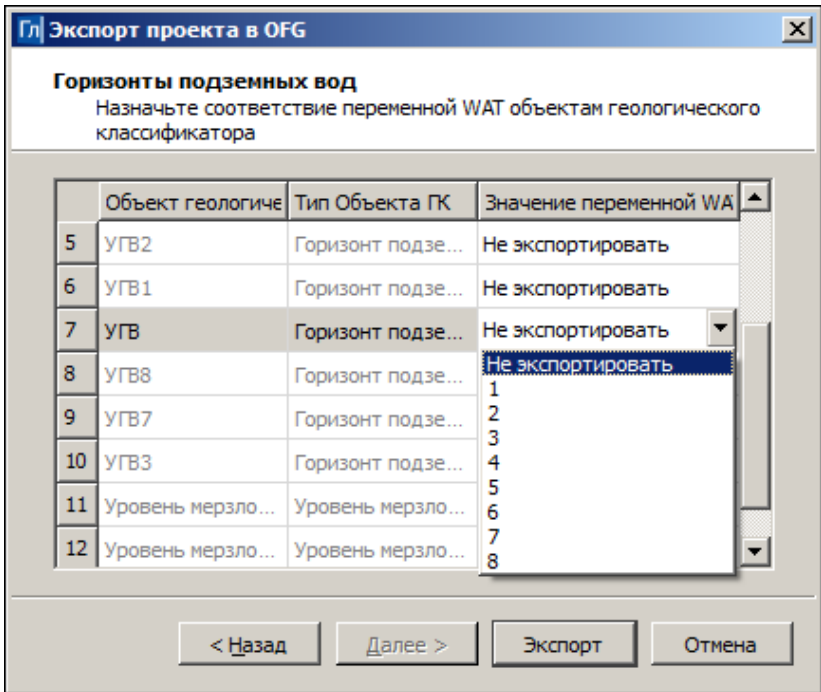 Гл Экспорт проекта в OFG
Горизонты подземных вод
Назначьте соответствие переменной WAT объектам геологического
классификатора
Объект геологиче Тип Объекта ГК Значение переменной WA
5 УГВ2 Горизонт подзе... Не экспортировать
6 УГВ1 Горизонт подзе... Не экспортировать
7 УГВ Горизонт подзе... Не экспортировать
8 УГВ8 Горизонт подзе... Не экспортировать
1
9 УГВ7 Горизонт подзе... 2
3
10 УГВ3 Горизонт подзе... 4
5
11 Уровень мерзло... Уровень мерзло... 6
7
12 Уровень мерзло... Уровень мерзло... 8
< Назад Далее > Экспорт Отмена